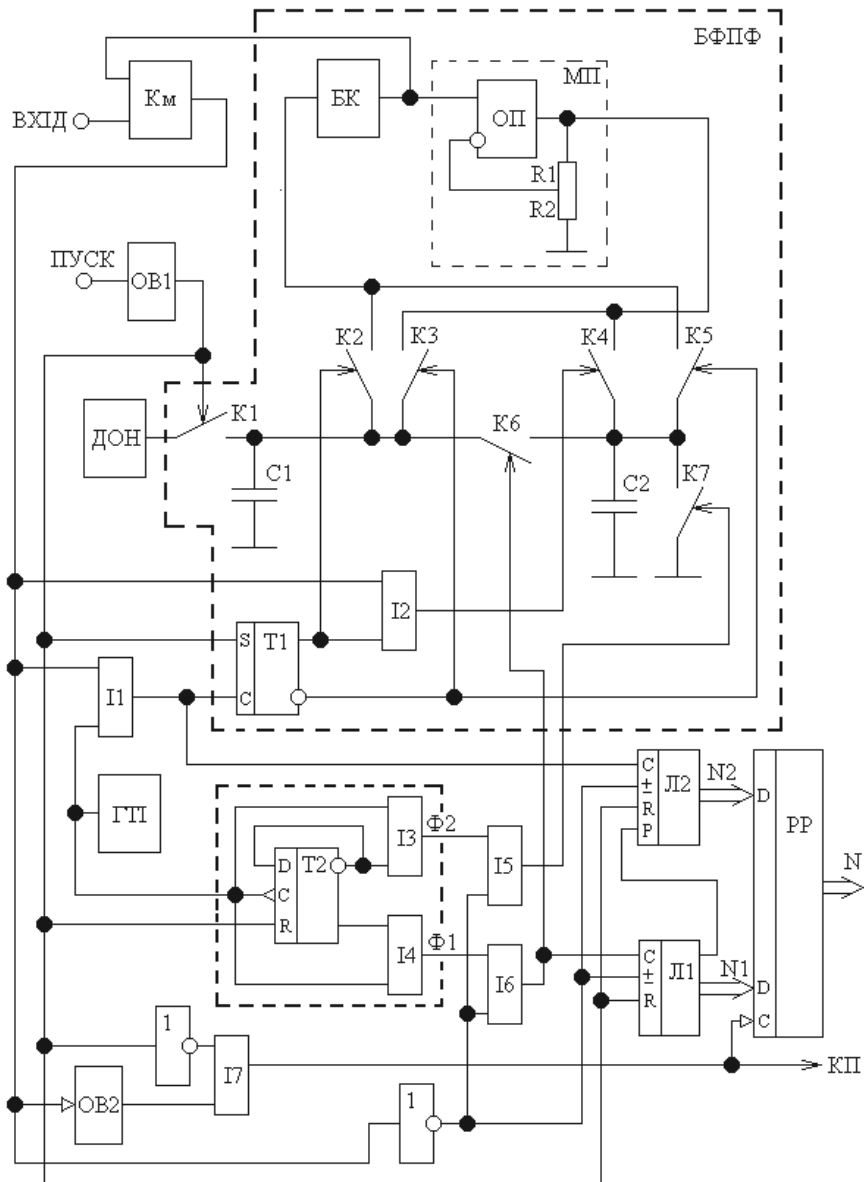 БФПФ
Км
ВХІД
БК
МП
ОП
R1
R2
ПУСК
ОВ1
К2
К3
К4
К5
ДОН
К1
К6
С1
С2
К7
І2
S
Т1
C
І1
ГТІ
C
±
R
P
Л2
N2
D
РР
N
D
Т2
C
R
І3
Ф2
І4
Ф1
І5
І6
C
±
R
Л1
N1
D
C
1
І7
ОВ2
1
КП